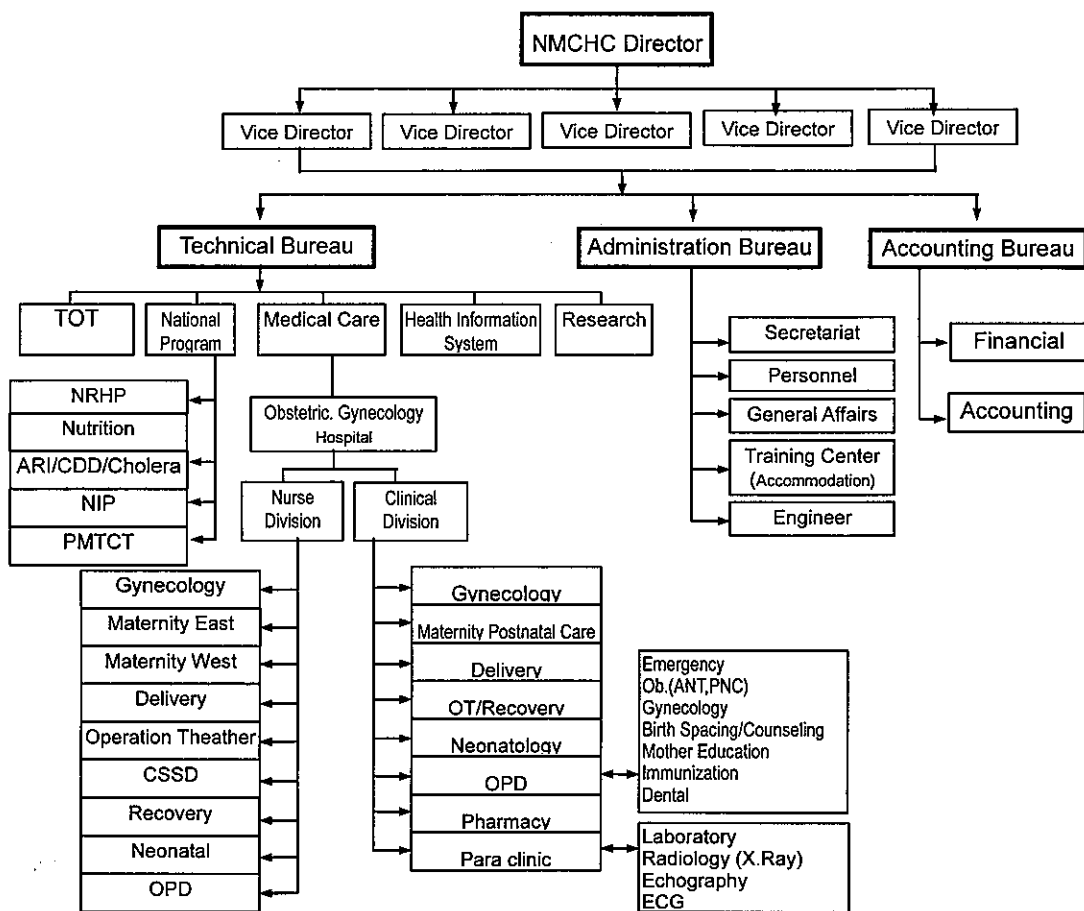 NMCHC Director
Vice Director
Vice Director
Vice Director
Vice Director
Vice Director
Technical Bureau
Administration Bureau
Accounting Bureau
TOT
National
Program
Medical Care
Health Information
System
Research
NRHP
Nutrition
ARI/CDD/Cholera
NIP
PMTCT
Obstetric. Gynecology
Hospital
Nurse
Division
Clinical
Division
Gynecology
Maternity East
Maternity West
Delivery
Operation Theather
CSSD
Recovery
Neonatal
OPD
Gynecology
Maternity Postnatal Care
Delivery
OT/Recovery
Neonatology
OPD
Pharmacy
Para clinic
Emergency
Ob.(ANT,PNC)
Gynecology
Birth Spacing/Counseling
Mother Education
Immunization
Dental
Laboratory
Radiology (X.Ray)
Echography
ECG
Secretariat
Personnel
General Affairs
Training Center
(Accommodation)
Engineer
Financial
Accounting